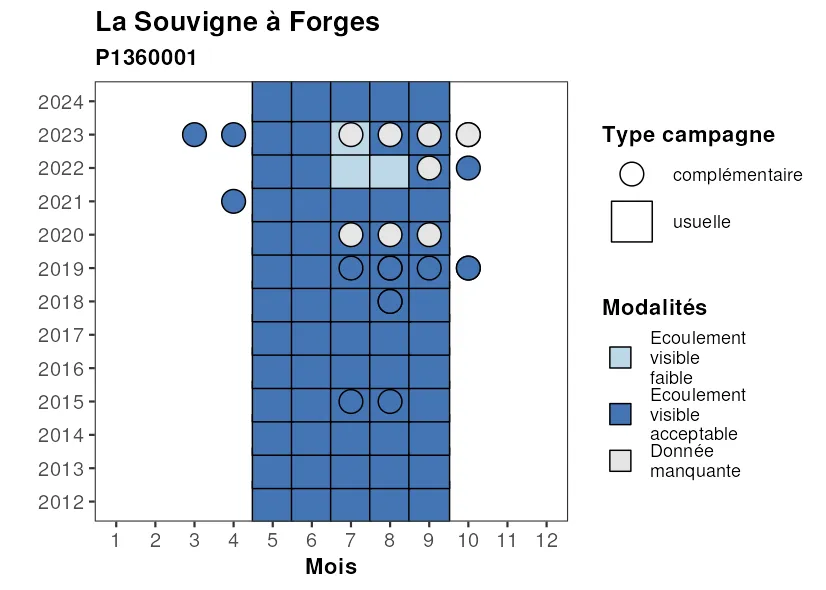 La Souvigne à Forges
P1360001
2024
2023
2022
2021
2020
2019
2018
2017
2016
2015
2014
2013
2012
1 2 3 4 5 6 7 8 9 10 11 12
Mois
Type campagne
complémentaire
usuelle
Modalités
Ecoulement
visible
faible
Ecoulement
visible
acceptable
Donnée
manquante